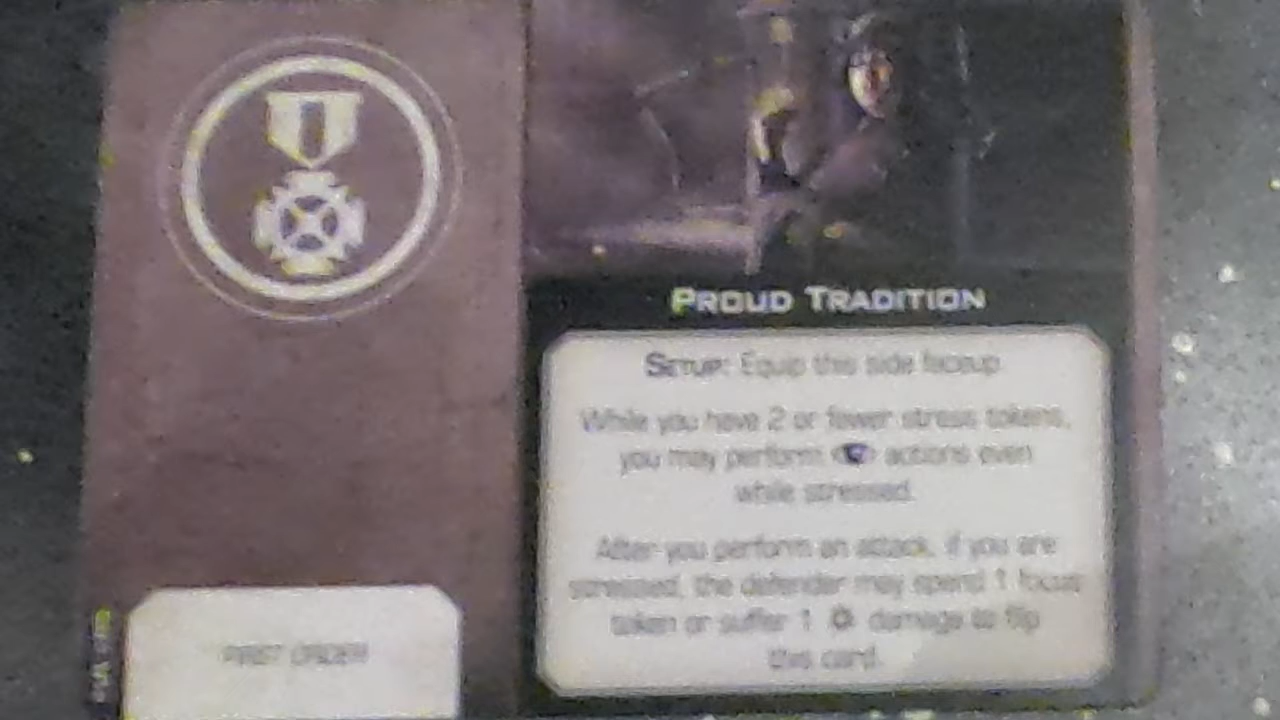 PROUD TRADITION
SETUP: Equip this side faceup
While you have 2 or fewer stress tokens,
you may perform actions even
while stressed.
After you perform an attack, if you are
stressed, the defender may spend 1 focus
token or suffer 1 damage to flip
this card.
FIRST ORDER